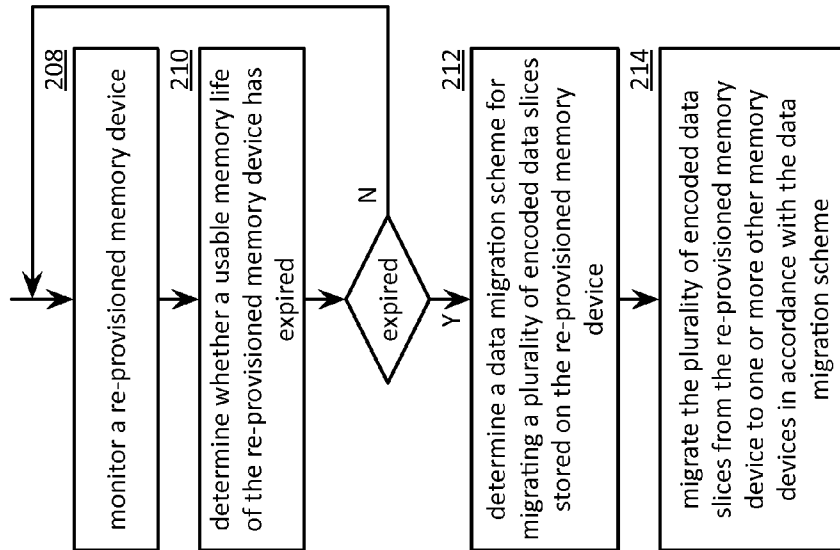 208
monitor a re-provisioned memory device
210
determine whether a usable memory life
of the re-provisioned memory device has
expired
expired
N
Y
212
determine a data migration scheme for
migrating a plurality of encoded data slices
stored on the re-provisioned memory
device
214
migrate the plurality of encoded data
slices from the re-provisioned memory
device to one or more other memory
devices in accordance with the data
migration scheme